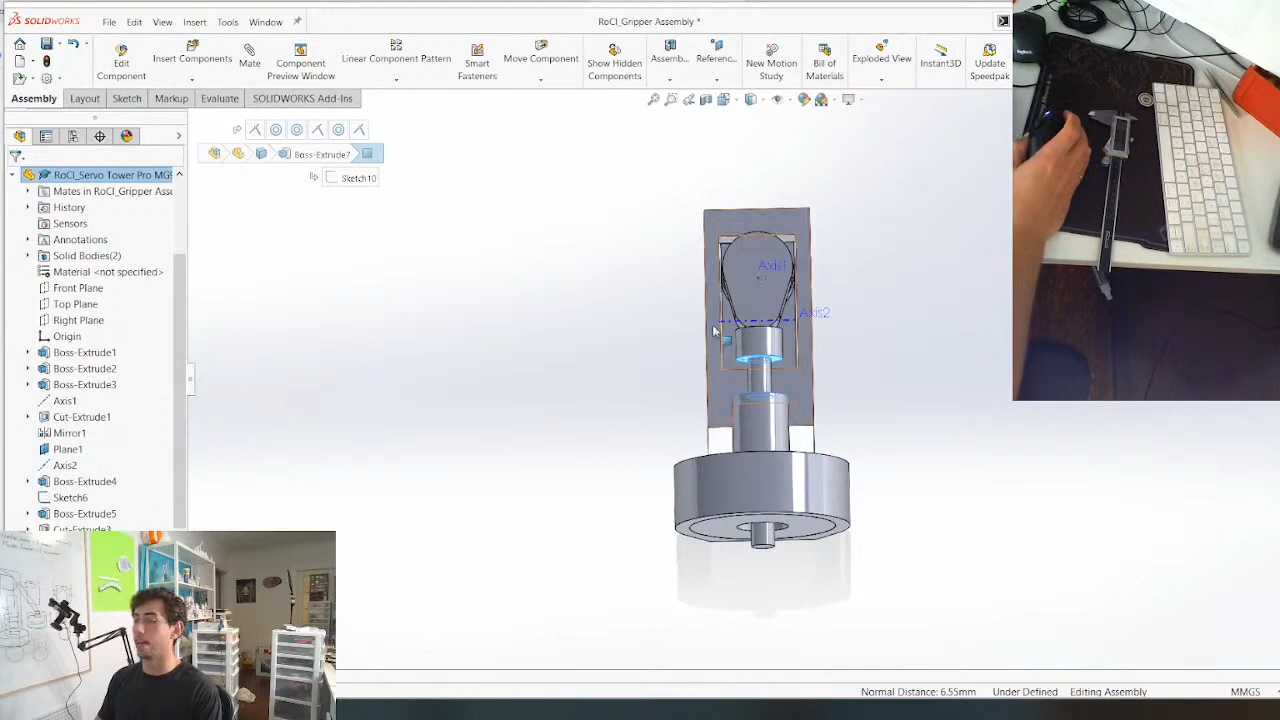 SOLIDWORKS
File Edit View Insert Tools Window
RoCI_Gripper Assembly *
Edit Component
Insert Components
Mate
Component Preview Window
Linear Component Pattern
Smart Fasteners
Move Component
Show Hidden Components
Assemb...
Referenc...
New Motion Study
Bill of Materials
Exploded View
Instant3D
Update Speedpak
Assembly Layout Sketch Markup Evaluate SOLIDWORKS Add-Ins
Boss-Extrude7
Sketch10
RoCI_Servo Tower Pro MGS
Mates in RoCI_Gripper Asse
History
Sensors
Annotations
Solid Bodies(2)
Material <not specified>
Front Plane
Top Plane
Right Plane
Origin
Boss-Extrude1
Boss-Extrude2
Boss-Extrude3
Axis1
Cut-Extrude1
Mirror1
Plane1
Axis2
Boss-Extrude4
Sketch6
Boss-Extrude5
Cut-Extrude3
Axis1
Axis2
Normal Distance: 6.55mm Under Defined Editing Assembly MMGS